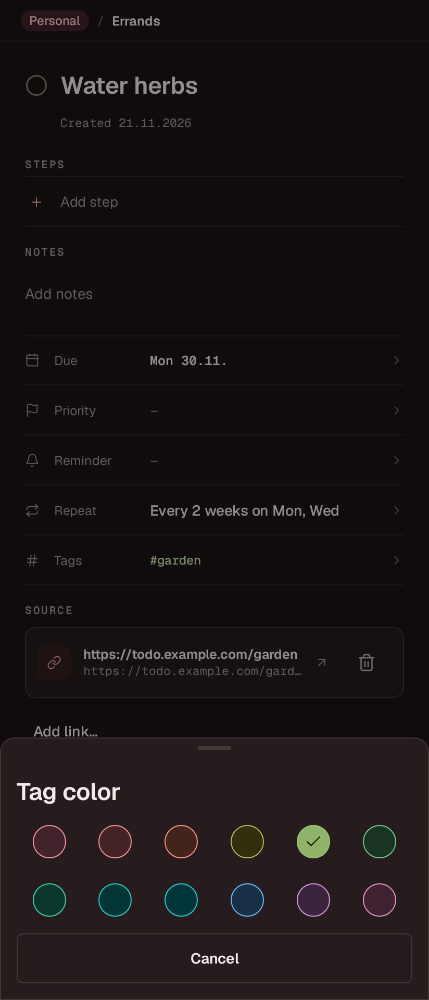 Personal / Errands
Water herbs
Created 21.11.2026
STEPS
+ Add step
NOTES
Add notes
Due Mon 30.11.
Priority —
Reminder —
Repeat Every 2 weeks on Mon, Wed
Tags #garden
SOURCE
https://todo.example.com/garden
https://todo.example.com/gard…
Add link…
Tag color
Cancel